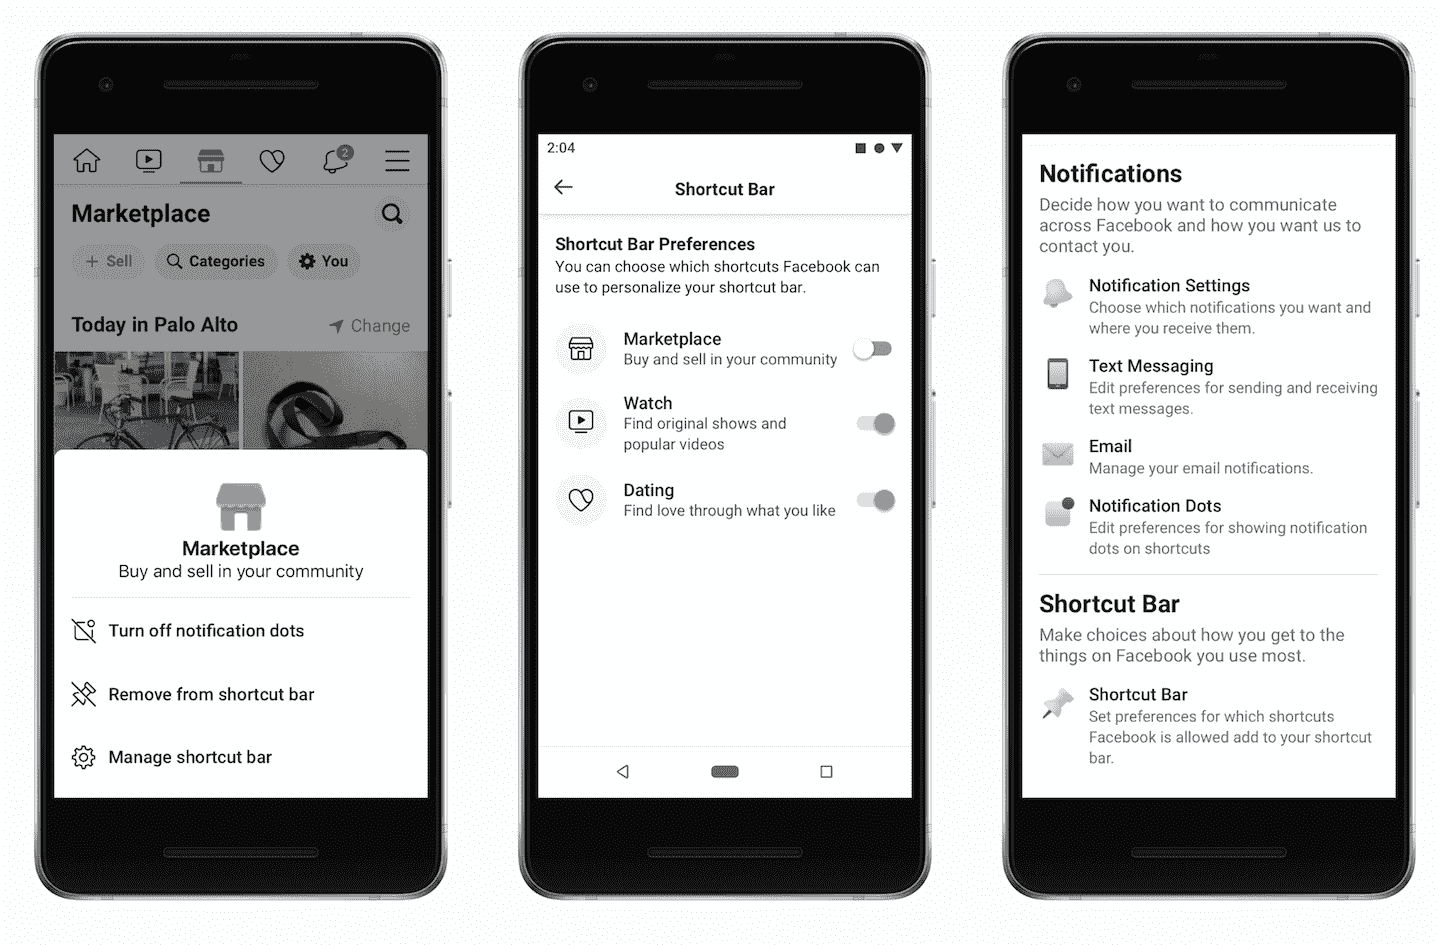 2
Marketplace
+ Sell
Categories
You
Today in Palo Alto
Change
Marketplace
Buy and sell in your community
Turn off notification dots
Remove from shortcut bar
Manage shortcut bar
2:04
Shortcut Bar
Shortcut Bar Preferences
You can choose which shortcuts Facebook can
use to personalize your shortcut bar.
Marketplace
Buy and sell in your community
Watch
Find original shows and
popular videos
Dating
Find love through what you like
Notifications
Decide how you want to communicate
across Facebook and how you want us to
contact you.
Notification Settings
Choose which notifications you want and
where you receive them.
Text Messaging
Edit preferences for sending and receiving
text messages.
Email
Manage your email notifications.
Notification Dots
Edit preferences for showing notification
dots on shortcuts
Shortcut Bar
Make choices about how you get to the
things on Facebook you use most.
Shortcut Bar
Set preferences for which shortcuts
Facebook is allowed add to your shortcut
bar.